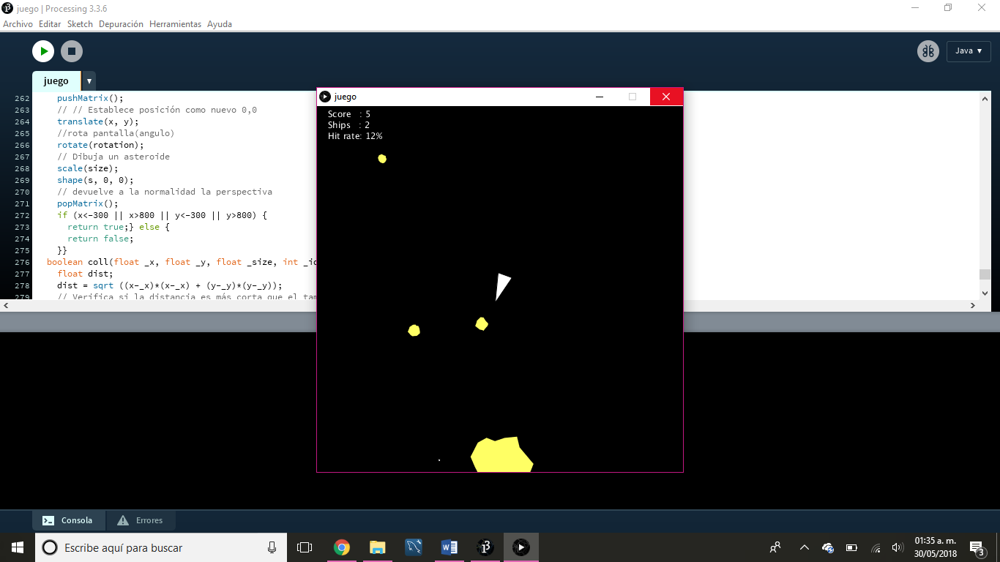 juego | Processing 3.3.6
Archivo Editar Sketch Depuración Herramientas Ayuda
Java ▾
juego ▾
262 pushMatrix();
263 // // Establece posición como nuevo 0,0
264 translate(x, y);
265 //rota pantalla(angulo)
266 rotate(rotation);
267 // Dibuja un asteroide
268 scale(size);
269 shape(s, 0, 0);
270 // devuelve a la normalidad la perspectiva
271 popMatrix();
272 if (x<-300 || x>800 || y<-300 || y>800) {
273 return true;} else {
274 return false;
275 }}
276 boolean coll(float _x, float _y, float _size, int
277 float dist;
278 dist = sqrt ((x-_x)*(x-_x) + (y-_y)*(y-_y));
279 // Verifica si la distancia es más corta que el
juego
Score : 5
Ships : 2
Hit rate: 12%
Consola
Errores
Escribe aquí para buscar
01:35 a. m.
30/05/2018
3